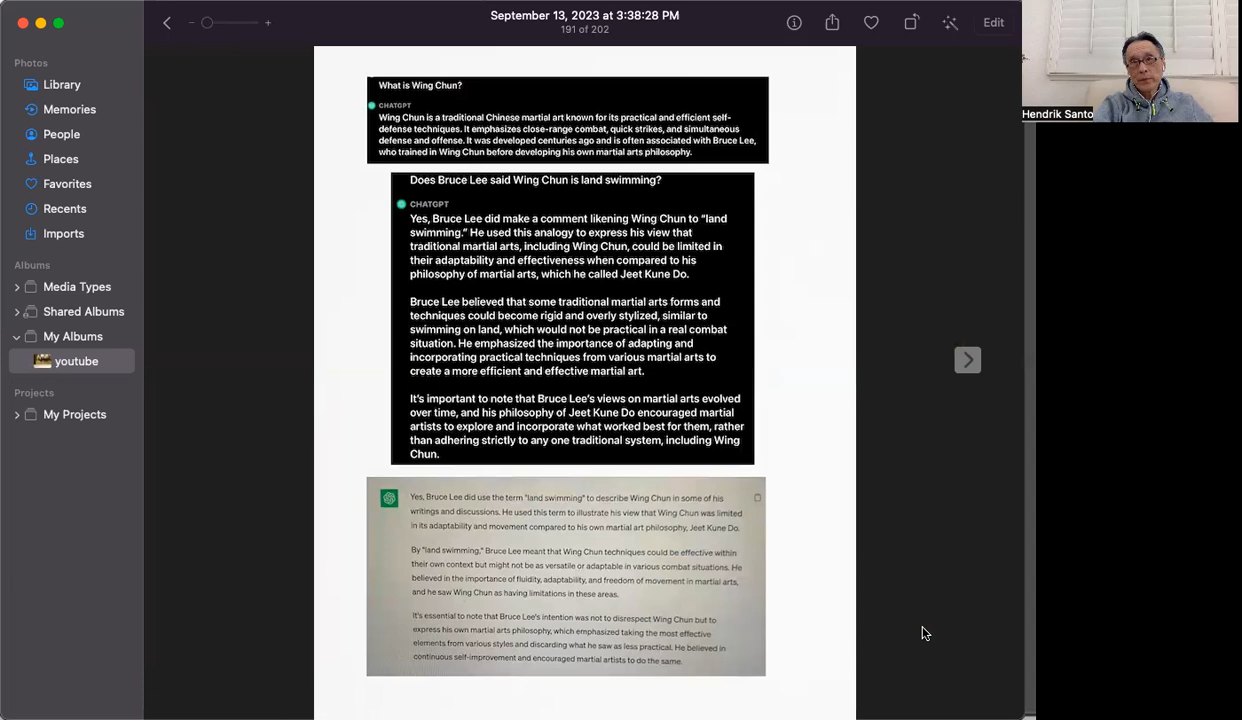 September 13, 2023 at 3:38:28 PM
191 of 202
Edit
Photos
Library
Memories
People
Places
Favorites
Recents
Imports
Albums
Media Types
Shared Albums
My Albums
youtube
Projects
My Projects
What is Wing Chun?
CHATGPT
Wing Chun is a traditional Chinese martial art known for its practical and efficient self-
defense techniques. It emphasizes close-range combat, quick strikes, and simultaneous
defense and offense. It was developed centuries ago and is often associated with Bruce Lee,
who trained in Wing Chun before developing his own martial arts philosophy.
Does Bruce Lee said Wing Chun is land swimming?
CHATGPT
Yes, Bruce Lee did make a comment likening Wing Chun to "land
swimming." He used this analogy to express his view that
traditional martial arts, including Wing Chun, could be limited in
their adaptability and effectiveness when compared to his
philosophy of martial arts, which he called Jeet Kune Do.
Bruce Lee believed that some traditional martial arts forms and
techniques could become rigid and overly stylized, similar to
swimming on land, which would not be practical in a real combat
situation. He emphasized the importance of adapting and
incorporating practical techniques from various martial arts to
create a more efficient and effective martial art.
It's important to note that Bruce Lee's views on martial arts evolved
over time, and his philosophy of Jeet Kune Do encouraged martial
artists to explore and incorporate what worked best for them, rather
than adhering strictly to any one traditional system, including Wing
Chun.
Yes, Bruce Lee did use the term "land swimming" to describe Wing Chun in some of his
writings and discussions. He used this term to illustrate his view that Wing Chun was limited
in its adaptability and movement compared to his own martial art philosophy, Jeet Kune Do.
By "land swimming," Bruce Lee meant that Wing Chun techniques could be effective within
their own context but might not be as versatile or adaptable in various combat situations. He
believed in the importance of fluidity, adaptability, and freedom of movement in martial arts,
and he saw Wing Chun as having limitations in these areas.
It's essential to note that Bruce Lee's intention was not to disrespect Wing Chun but to
express his own martial arts philosophy, which emphasized taking the most effective
elements from various styles and discarding what he saw as less practical. He believed in
continuous self-improvement and encouraged martial artists to do the same.
Hendrik Santo